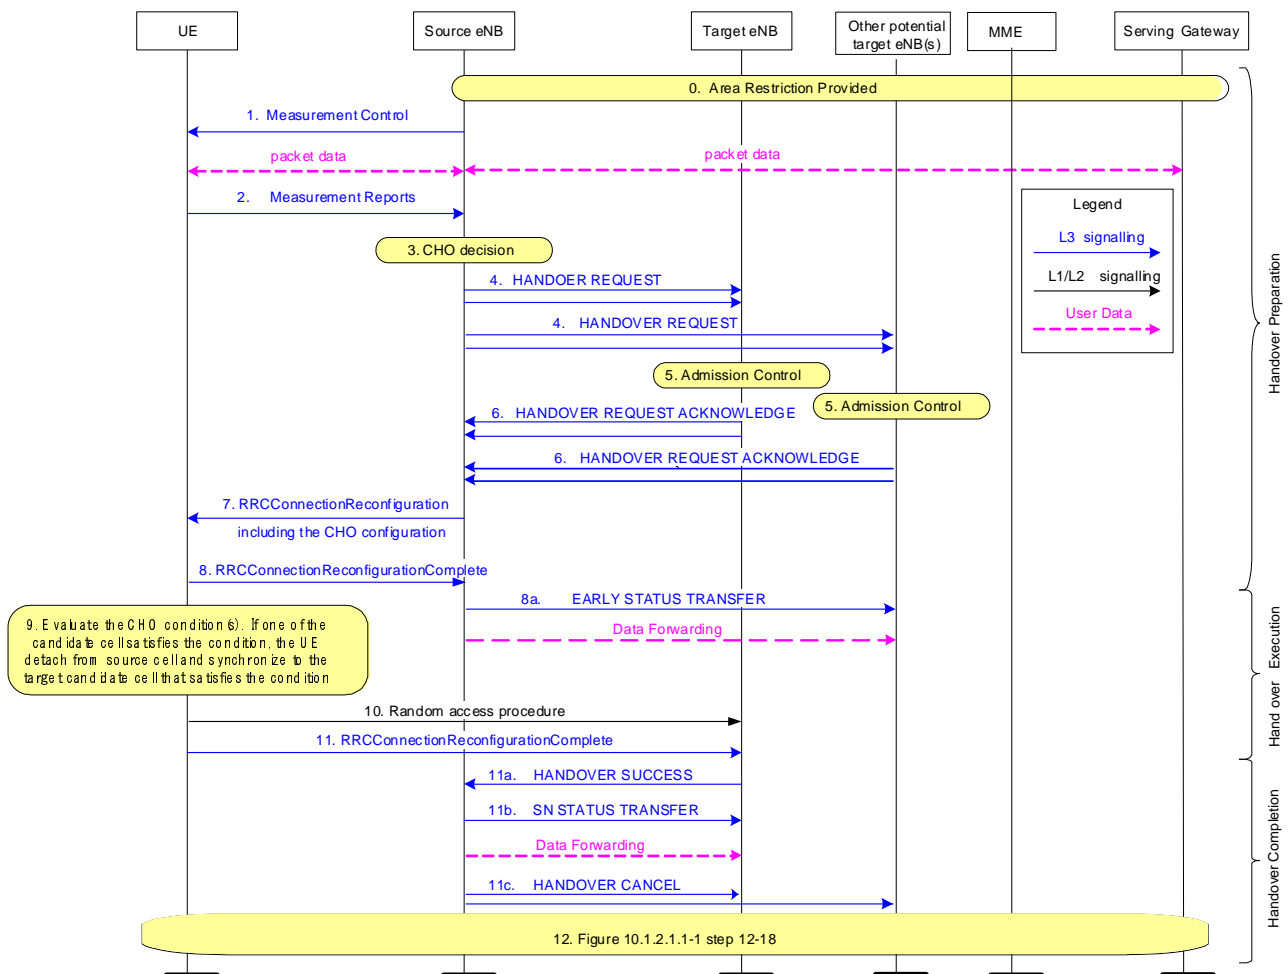 UE
Source eNB
Target eNB
Other potential
target eNB(s)
MME
Serving Gateway
0. Area Restriction Provided
1. Measurement Control
packet data
packet data
2. Measurement Reports
Legend
L3 signalling
L1/L2 signalling
User Data
3. CHO decision
4. HANDOER REQUEST
4. HANDOVER REQUEST
5. Admission Control
5. Admission Control
6. HANDOVER REQUEST ACKNOWLEDGE
6. HANDOVER REQUEST ACKNOWLEDGE
7. RRCConnectionReconfiguration
including the CHO configuration
8. RRCConnectionReconfigurationComplete
Handover Preparation
8a. EARLY STATUS TRANSFER
Data Forwarding
9. Evaluate the CHO condition(s). If one of the
candidate cell satisfies the condition, the UE
detach from source cell and synchronize to the
target candidate cell that satisfies the condition
10. Random access procedure
11. RRCConnectionReconfigurationComplete
Hand over Execution
11a. HANDOVER SUCCESS
11b. SN STATUS TRANSFER
Data Forwarding
11c. HANDOVER CANCEL
Handover Completion
12. Figure 10.1.2.1.1-1 step 12-18